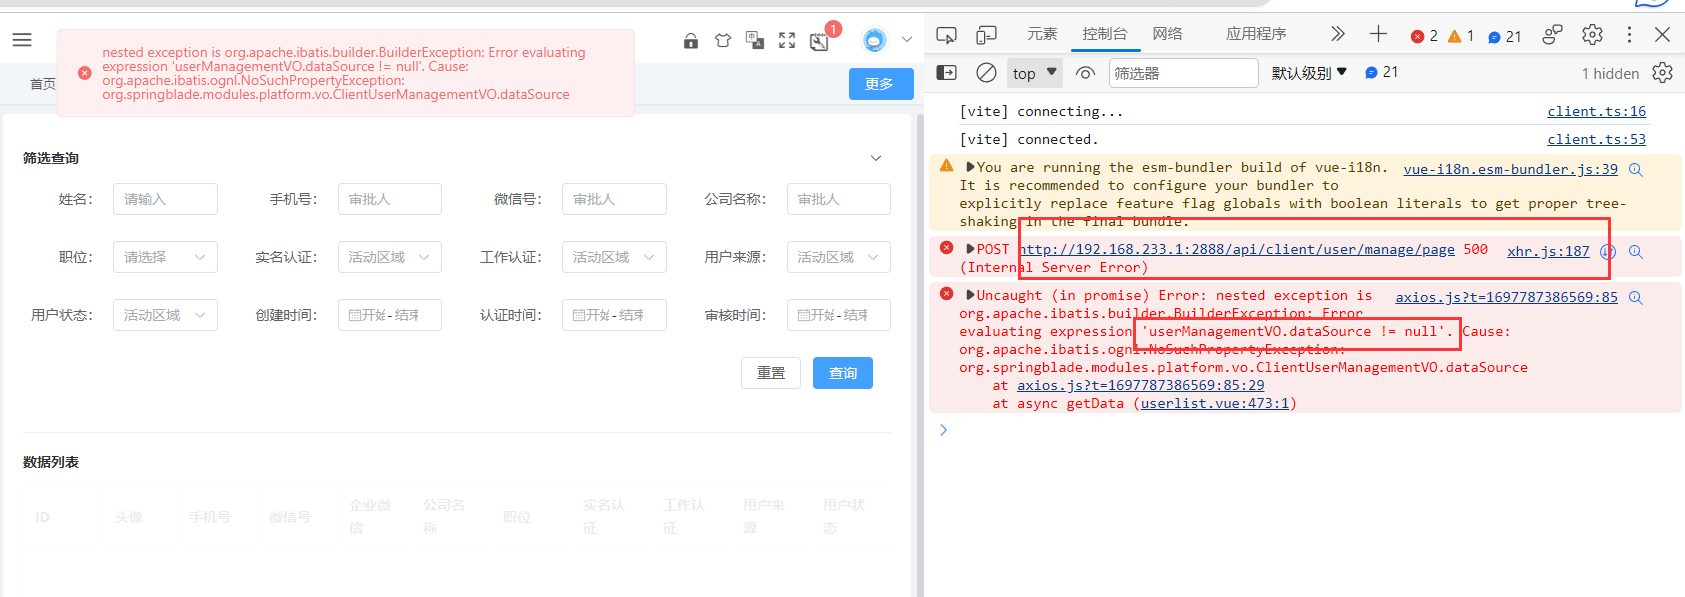 nested exception is org.apache.ibatis.builder.BuilderException: Error evaluating
expression 'userManagementVO.dataSource != null'. Cause:
org.apache.ibatis.ognl.NoSuchPropertyException:
org.springblade.modules.platform.vo.ClientUserManagementVO.dataSource
1
首页
更多
筛选查询
姓名： 请输入 手机号： 审批人 微信号： 审批人 公司名称： 审批人
职位： 请选择 实名认证： 活动区域 工作认证： 活动区域 用户来源： 活动区域
用户状态： 活动区域 创建时间： 开始-结束 认证时间： 开始-结束 审核时间： 开始-结束
重置 查询
数据列表
ID 头像 手机号 微信号 企业微信 公司名称 职位 实名认证 工作认证 用户来源 用户状态
元素 控制台 网络 应用程序 2 1 21
top 筛选器 默认级别 21 1 hidden
[vite] connecting... client.ts:16
[vite] connected. client.ts:53
You are running the esm-bundler build of vue-i18n. vue-i18n.esm-bundler.js:39
It is recommended to configure your bundler to
explicitly replace feature flag globals with boolean literals to get proper tree-
shaking in the final bundle.
POST http://192.168.233.1:2888/api/client/user/manage/page 500 xhr.js:187
(Internal Server Error)
Uncaught (in promise) Error: nested exception is axios.js?t=1697787386569:85
org.apache.ibatis.builder.BuilderException: Error
evaluating expression 'userManagementVO.dataSource != null'. Cause:
org.apache.ibatis.ognl.NoSuchPropertyException:
org.springblade.modules.platform.vo.ClientUserManagementVO.dataSource
at axios.js?t=1697787386569:85:29
at async getData (userlist.vue:473:1)